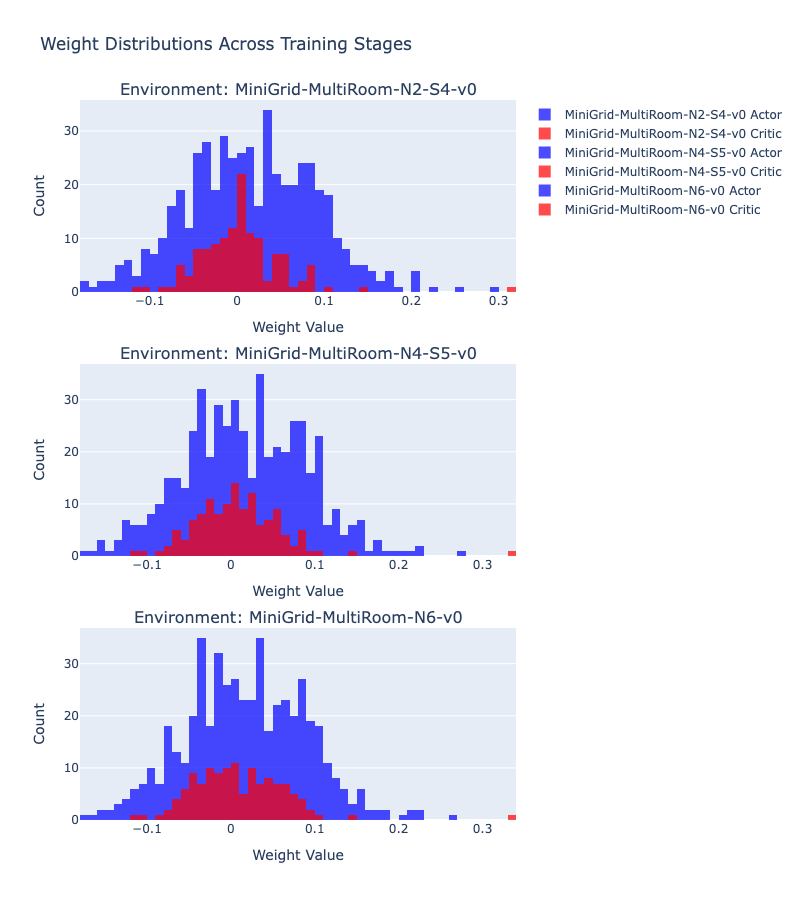 Weight Distributions Across Training Stages
Environment: MiniGrid-MultiRoom-N2-S4-v0
30
20
10
0
Count
−0.1 0 0.1 0.2 0.3
Weight Value
MiniGrid-MultiRoom-N2-S4-v0 Actor
MiniGrid-MultiRoom-N2-S4-v0 Critic
MiniGrid-MultiRoom-N4-S5-v0 Actor
MiniGrid-MultiRoom-N4-S5-v0 Critic
MiniGrid-MultiRoom-N6-v0 Actor
MiniGrid-MultiRoom-N6-v0 Critic
Environment: MiniGrid-MultiRoom-N4-S5-v0
30
20
10
0
Count
−0.1 0 0.1 0.2 0.3
Weight Value
Environment: MiniGrid-MultiRoom-N6-v0
30
20
10
0
Count
−0.1 0 0.1 0.2 0.3
Weight Value